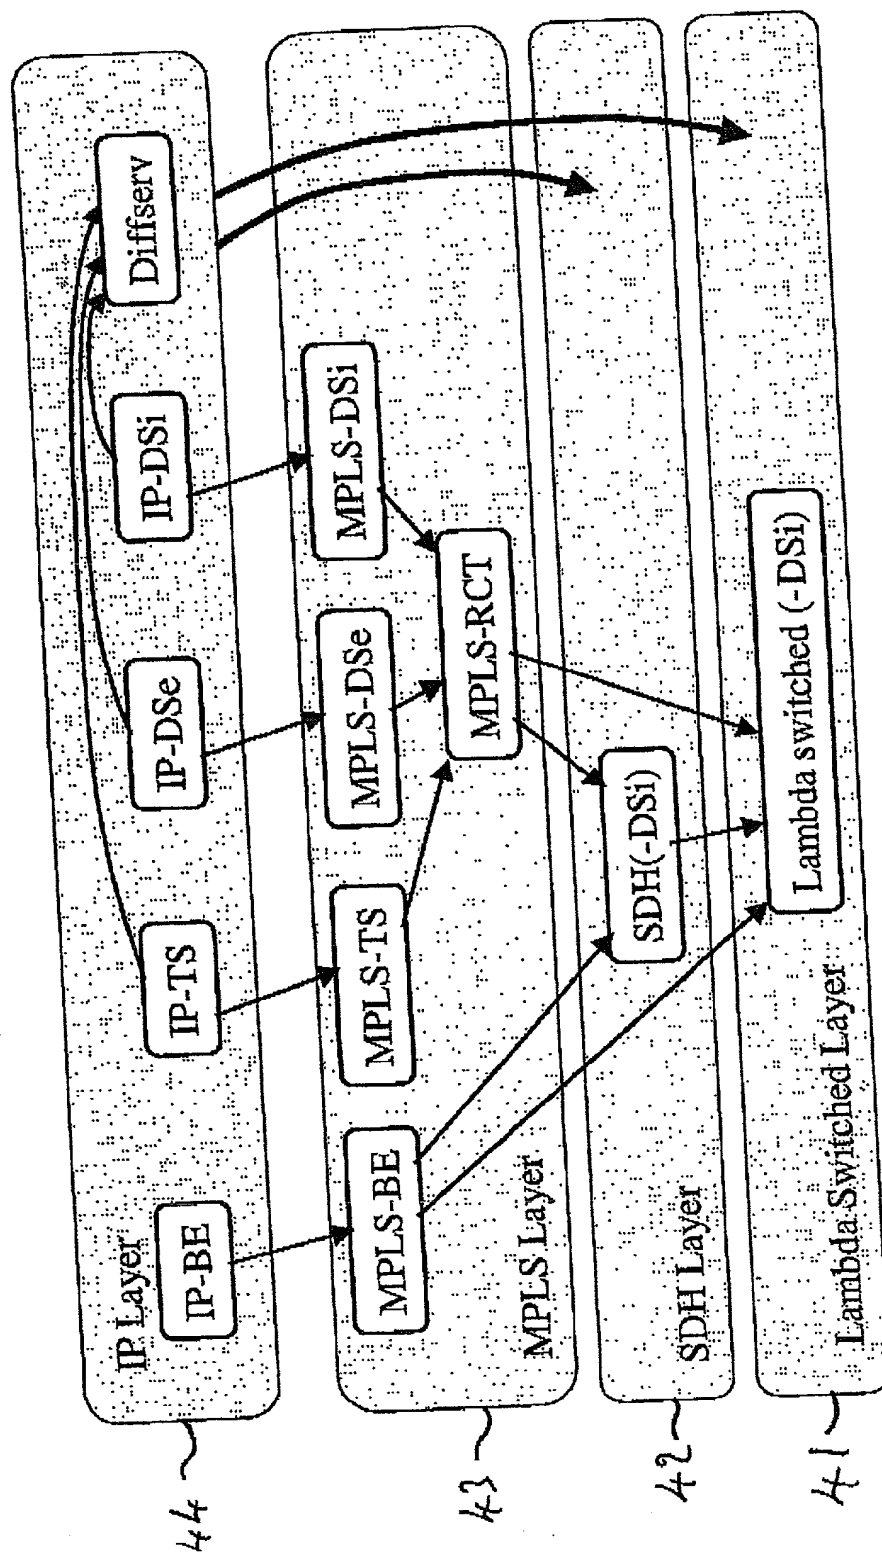 IP Layer
IP-BE
IP-TS
IP-DSe
IP-DSi
Diffserv
44
MPLS-BE
MPLS-TS
MPLS-DSe
MPLS-DSi
MPLS-RCT
MPLS Layer
43
SDH(-DSi)
SDH Layer
42
Lambda switched (-DSi)
Lambda Switched Layer
41